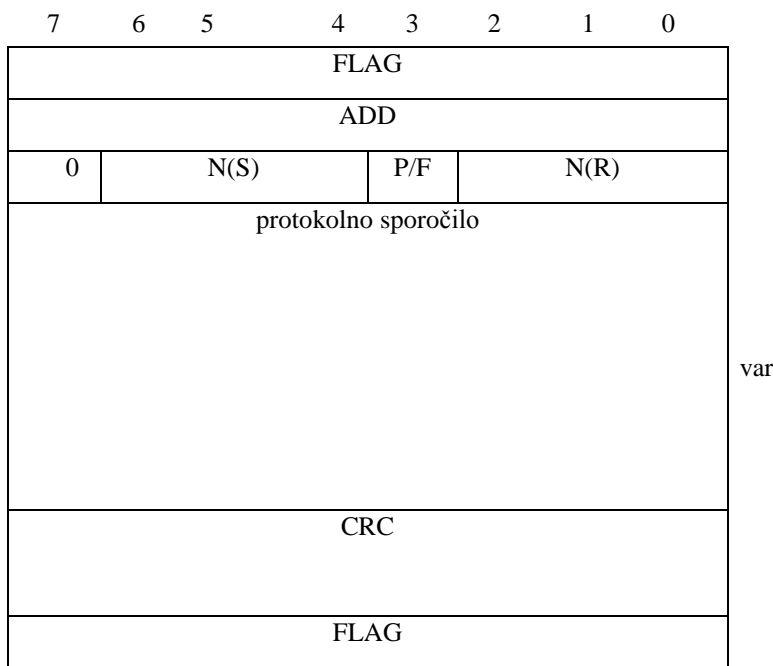 7 6 5 4 3 2 1 0
FLAG
ADD
0 N(S) P/F N(R)
protokolno sporočilo
var
CRC
FLAG